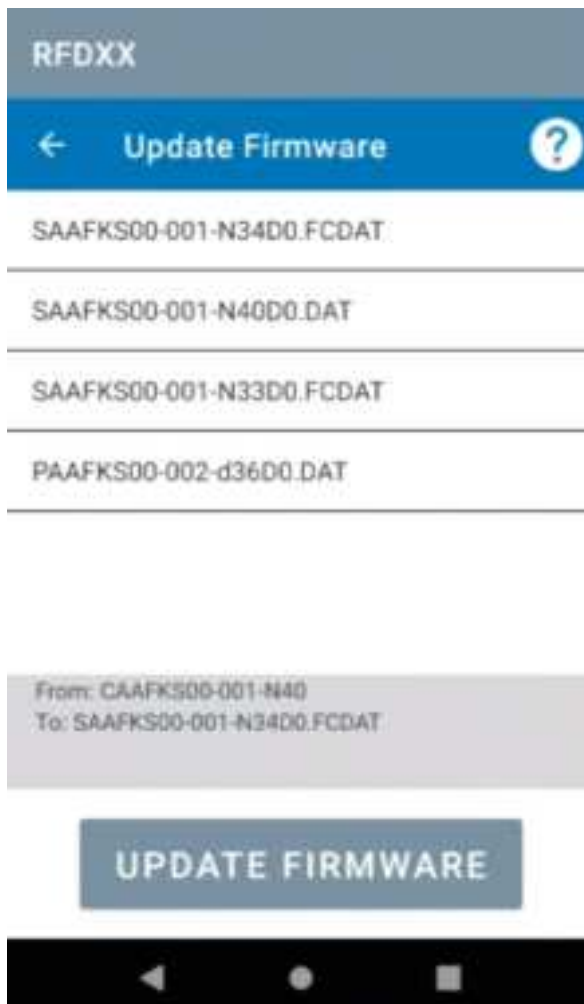 RFDXX
Update Firmware
?
SAAFKS00-001-N34D0.FCDAT
SAAFKS00-001-N40D0.DAT
SAAFKS00-001-N33D0.FCDAT
PAAFKS00-002-d36D0.DAT
From: CAAFKS00-001-N40
To: SAAFKS00-001-N34D0.FCDAT
UPDATE FIRMWARE